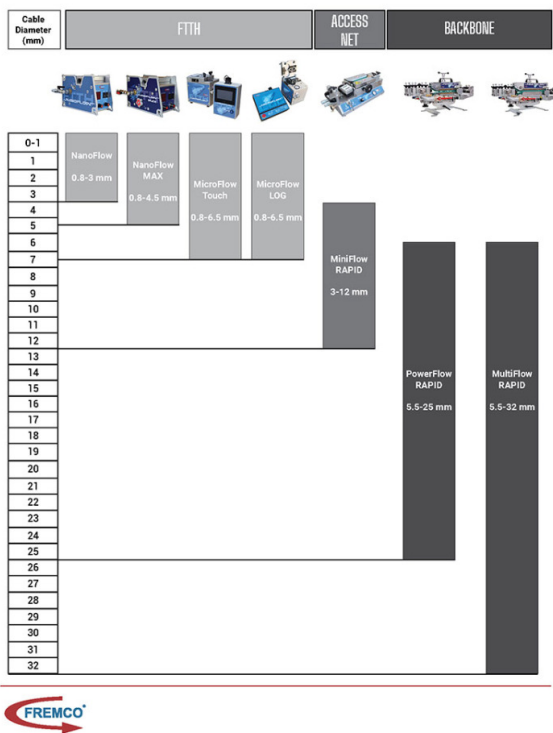 Cable
Diameter
(mm)
FTTH
ACCESS
NET
BACKBONE
0-1
1
2
3
4
5
6
7
8
9
10
11
12
13
14
15
16
17
18
19
20
21
22
23
24
25
26
27
28
29
30
31
32
NanoFlow
0.8-3 mm
NanoFlow
MAX
0.8-4.5 mm
MicroFlow
Touch
0.8-6.5 mm
MicroFlow
LOG
0.8-6.5 mm
MiniFlow
RAPID
3-12 mm
PowerFlow
RAPID
5.5-25 mm
MultiFlow
RAPID
5.5-32 mm
FREMCO